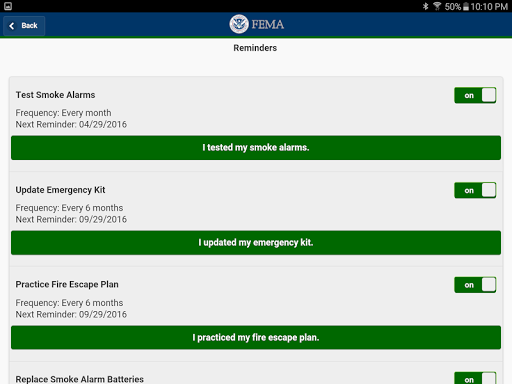 50% 10:10 PM
Back
FEMA
Reminders
Test Smoke Alarms
on
Frequency: Every month
Next Reminder: 04/29/2016
I tested my smoke alarms.
Update Emergency Kit
on
Frequency: Every 6 months
Next Reminder: 09/29/2016
I updated my emergency kit.
Practice Fire Escape Plan
on
Frequency: Every 6 months
Next Reminder: 09/29/2016
I practiced my fire escape plan.
Replace Smoke Alarm Batteries
on